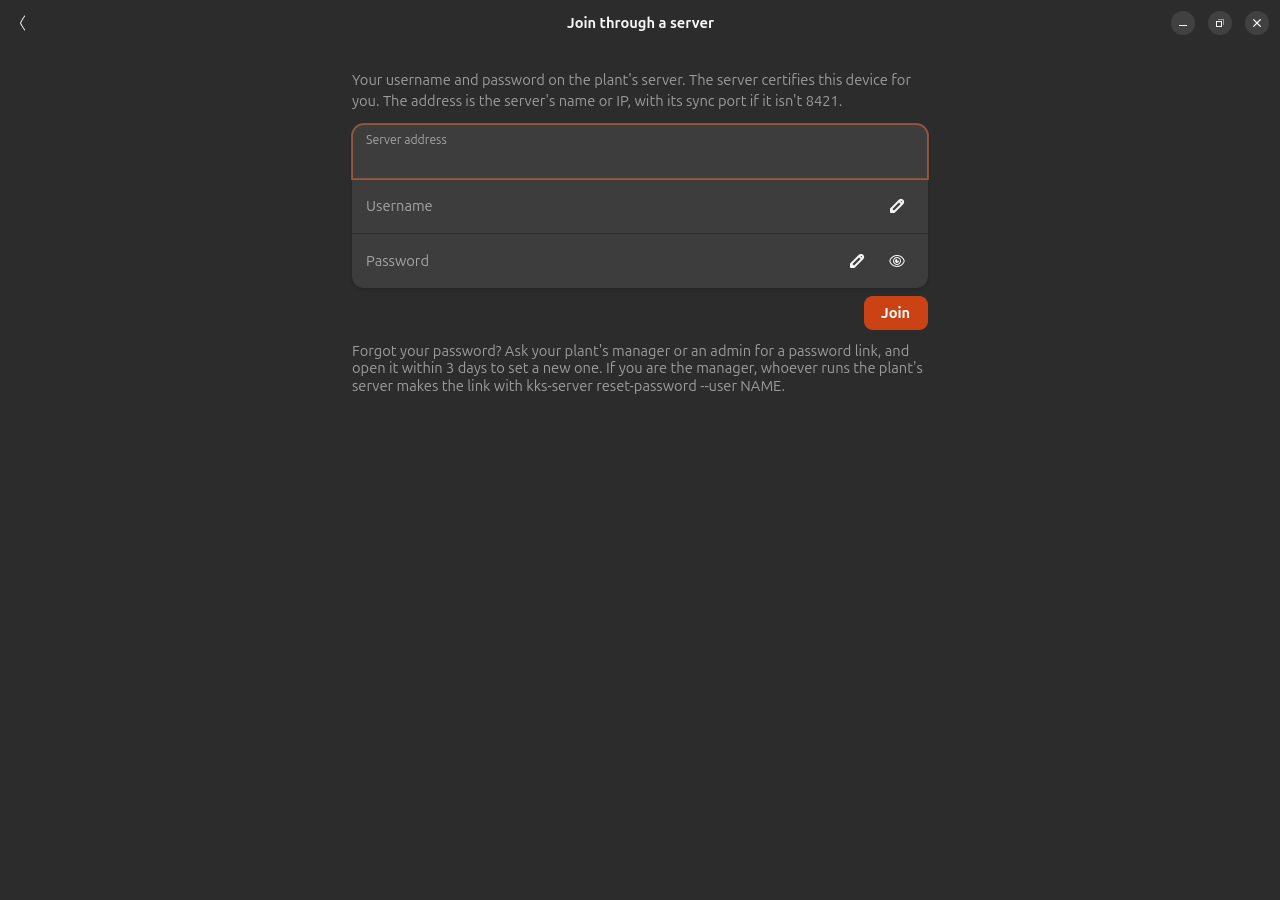 Join through a server
Your username and password on the plant's server. The server certifies this device for
you. The address is the server's name or IP, with its sync port if it isn't 8421.
Server address
Username
Password
Join
Forgot your password? Ask your plant's manager or an admin for a password link, and
open it within 3 days to set a new one. If you are the manager, whoever runs the plant's
server makes the link with kks-server reset-password --user NAME.